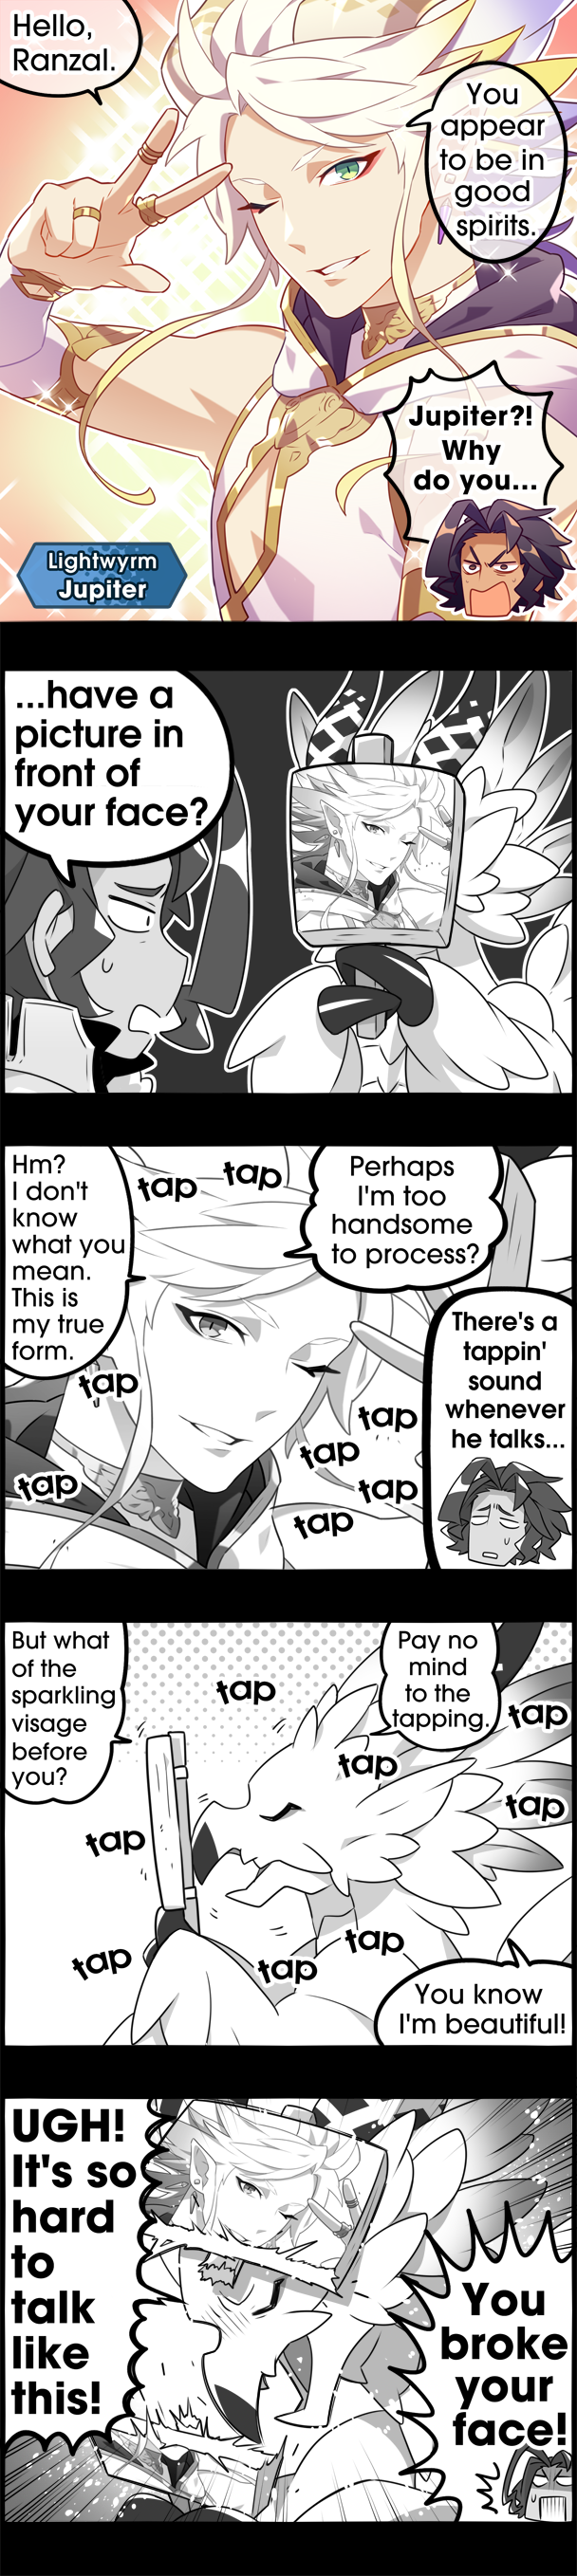 Hello,
Ranzal.
You
appear
to be in
good
spirits.
Jupiter?!
Why
do you...
Lightwyrm
Jupiter
...have a
picture in
front of
your face?
Hm?
I don't
know
what you
mean.
This is
my true
form.
tap
tap
Perhaps
I'm too
handsome
to process?
There's a
tappin'
sound
whenever
he talks...
tap
tap
tap
tap
tap
tap
But what
of the
sparkling
visage
before
you?
Pay no
mind
to the
tapping.
tap
tap
tap
tap
tap
tap
tap
tap
You know
I'm beautiful!
UGH!
It's so
hard
to
talk
like
this!
You
broke
your
face!